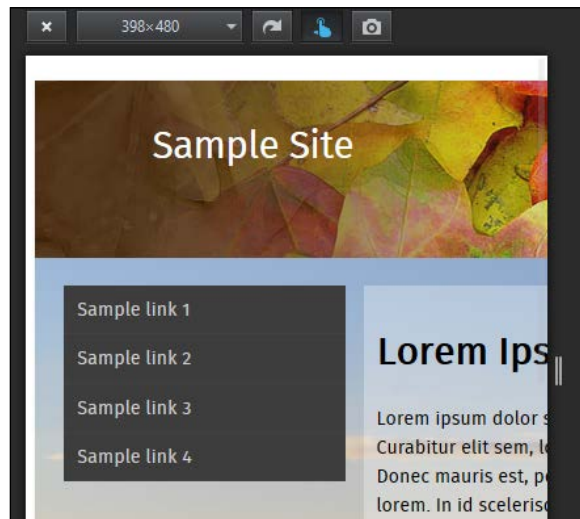 398×480
Sample Site
Sample link 1
Sample link 2
Sample link 3
Sample link 4
Lorem Ips
Lorem ipsum dolor s
Curabitur elit sem, lo
Donec mauris est, pe
lorem. In id scelerisq